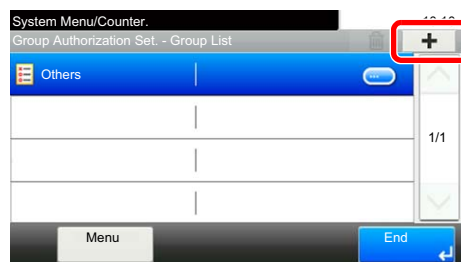 System Menu/Counter.
Group Authorization Set. - Group List
+
Others
1/1
Menu
End